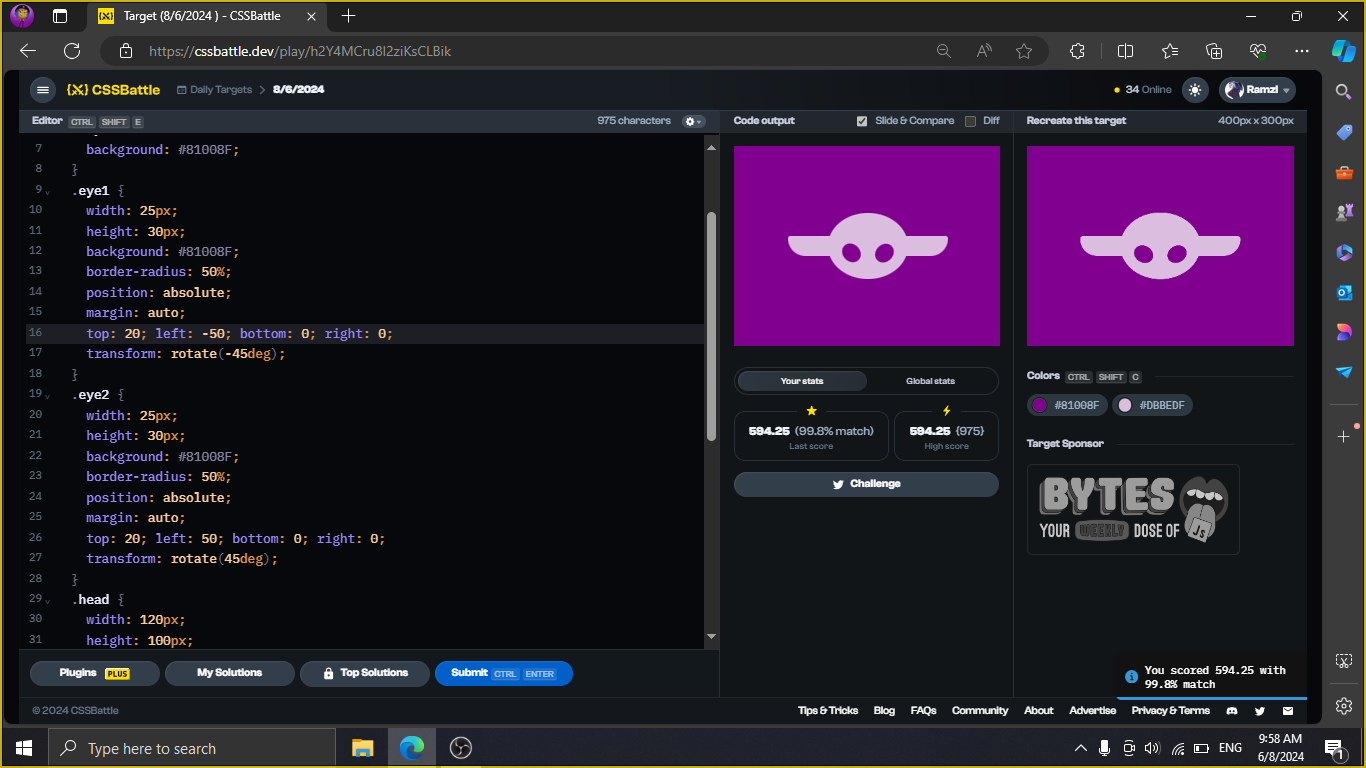 Target (8/6/2024 ) - CSSBattle
https://cssbattle.dev/play/h2Y4MCru8I2ziKsCLBik
CSSBattle
Daily Targets > 8/6/2024
34 Online
Ramzi
Editor CTRL SHIFT E
975 characters
7 background: #81008F;
8 }
9 .eye1 {
10 width: 25px;
11 height: 30px;
12 background: #81008F;
13 border-radius: 50%;
14 position: absolute;
15 margin: auto;
16 top: 20; left: -50; bottom: 0; right: 0;
17 transform: rotate(-45deg);
18 }
19 .eye2 {
20 width: 25px;
21 height: 30px;
22 background: #81008F;
23 border-radius: 50%;
24 position: absolute;
25 margin: auto;
26 top: 20; left: 50; bottom: 0; right: 0;
27 transform: rotate(45deg);
28 }
29 .head {
30 width: 120px;
31 height: 100px;
Plugins PLUS
My Solutions
Top Solutions
Submit CTRL ENTER
Code output
Slide & Compare
Diff
Your stats
Global stats
594.25 (99.8% match)
Last score
594.25 {975}
High score
Challenge
Recreate this target
400px x 300px
Colors CTRL SHIFT C
#81008F
#DBBEDF
Target Sponsor
BYTES
YOUR WEEKLY DOSE OF JS
You scored 594.25 with
99.8% match
© 2024 CSSBattle
Tips & Tricks
Blog
FAQs
Community
About
Advertise
Privacy & Terms
Type here to search
ENG
9:58 AM
6/8/2024
1